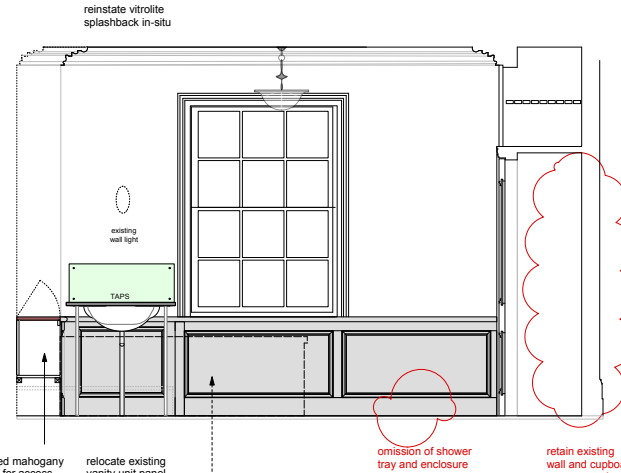 reinstate vitrolite
splashback in-situ
existing
wall light
TAPS
ed mahogany
for access
relocate existing
vanity unit panel
omission of shower
tray and enclosure
retain existing
wall and cupboa